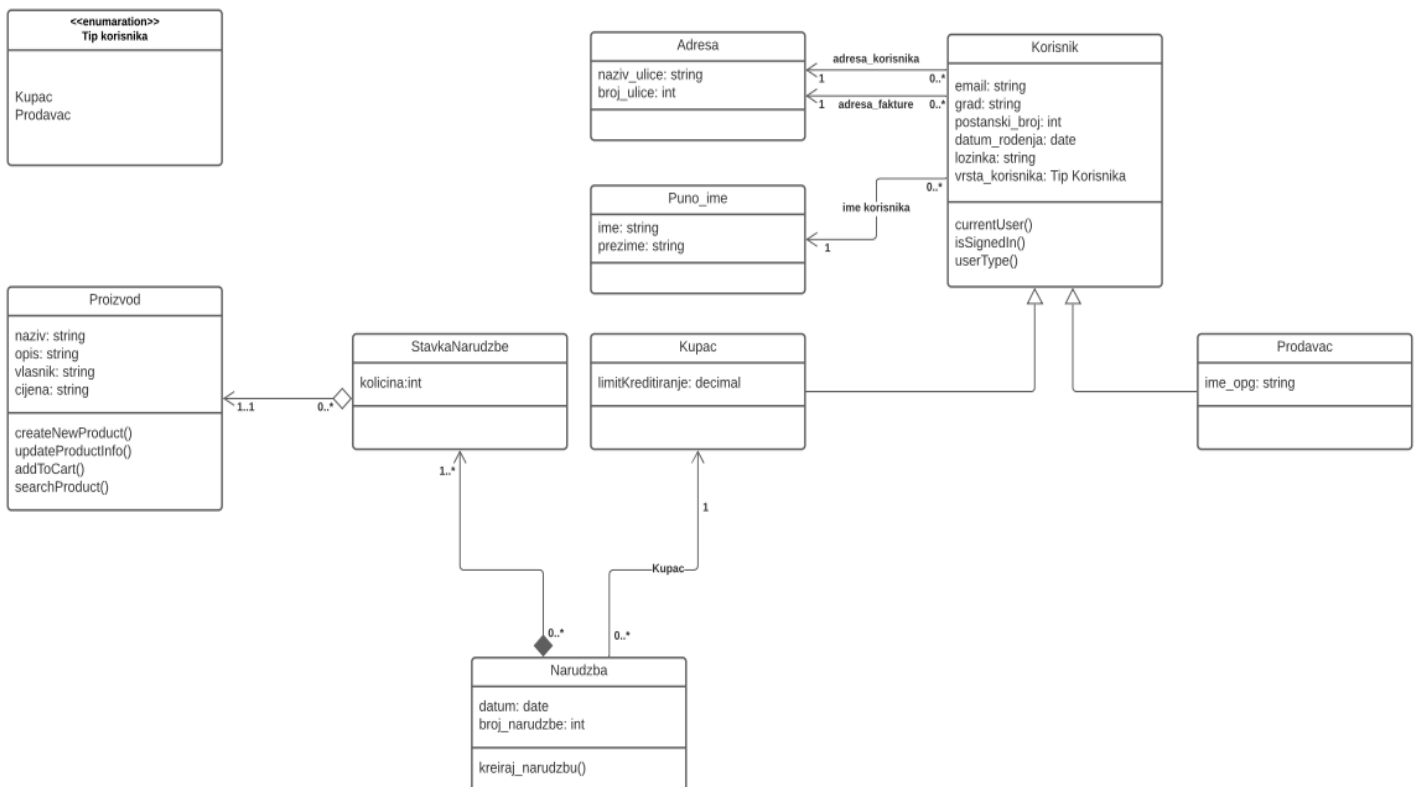 <<enumaration>>
Tip korisnika
Kupac
Prodavac
Adresa
naziv_ulice: string
broj_ulice: int
adresa_korisnika
1
0..*
1
adresa_fakture
0..*
Korisnik
email: string
grad: string
postanski_broj: int
datum_rodenja: date
lozinka: string
vrsta_korisnika: Tip Korisnika
currentUser()
isSignedIn()
userType()
Puno_ime
ime: string
prezime: string
0..*
ime korisnika
1
Proizvod
naziv: string
opis: string
vlasnik: string
cijena: string
createNewProduct()
updateProductInfo()
addToCart()
searchProduct()
1..1
0..*
StavkaNarudzbe
kolicina:int
Kupac
limitKreditiranje: decimal
Prodavac
ime_opg: string
1..*
1
Kupac
0..*
0..*
Narudzba
datum: date
broj_narudzbe: int
kreiraj_narudzbu()